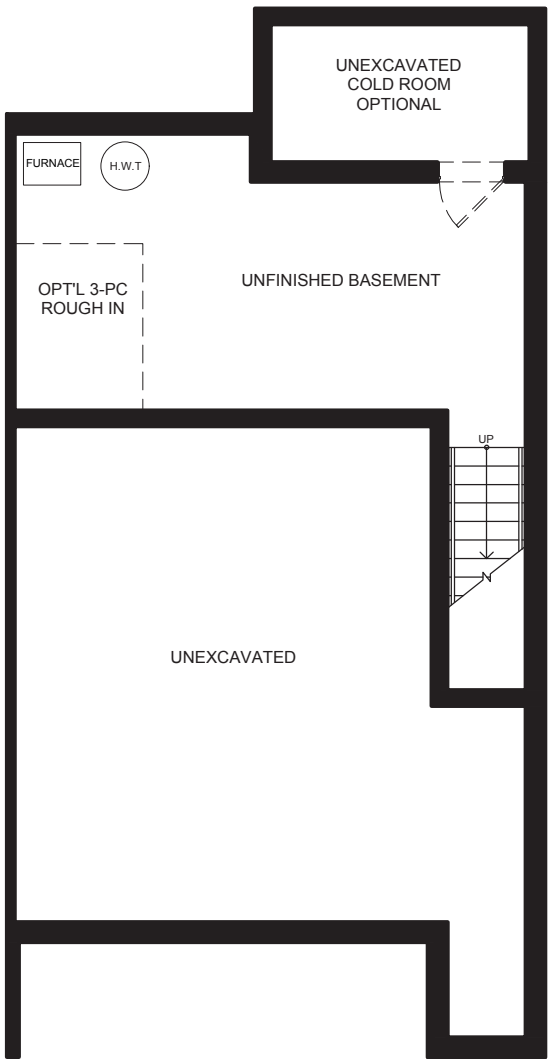 UNEXCAVATED
COLD ROOM
OPTIONAL
FURNACE
H.W.T
OPT'L 3-PC
ROUGH IN
UNFINISHED BASEMENT
UP
UNEXCAVATED